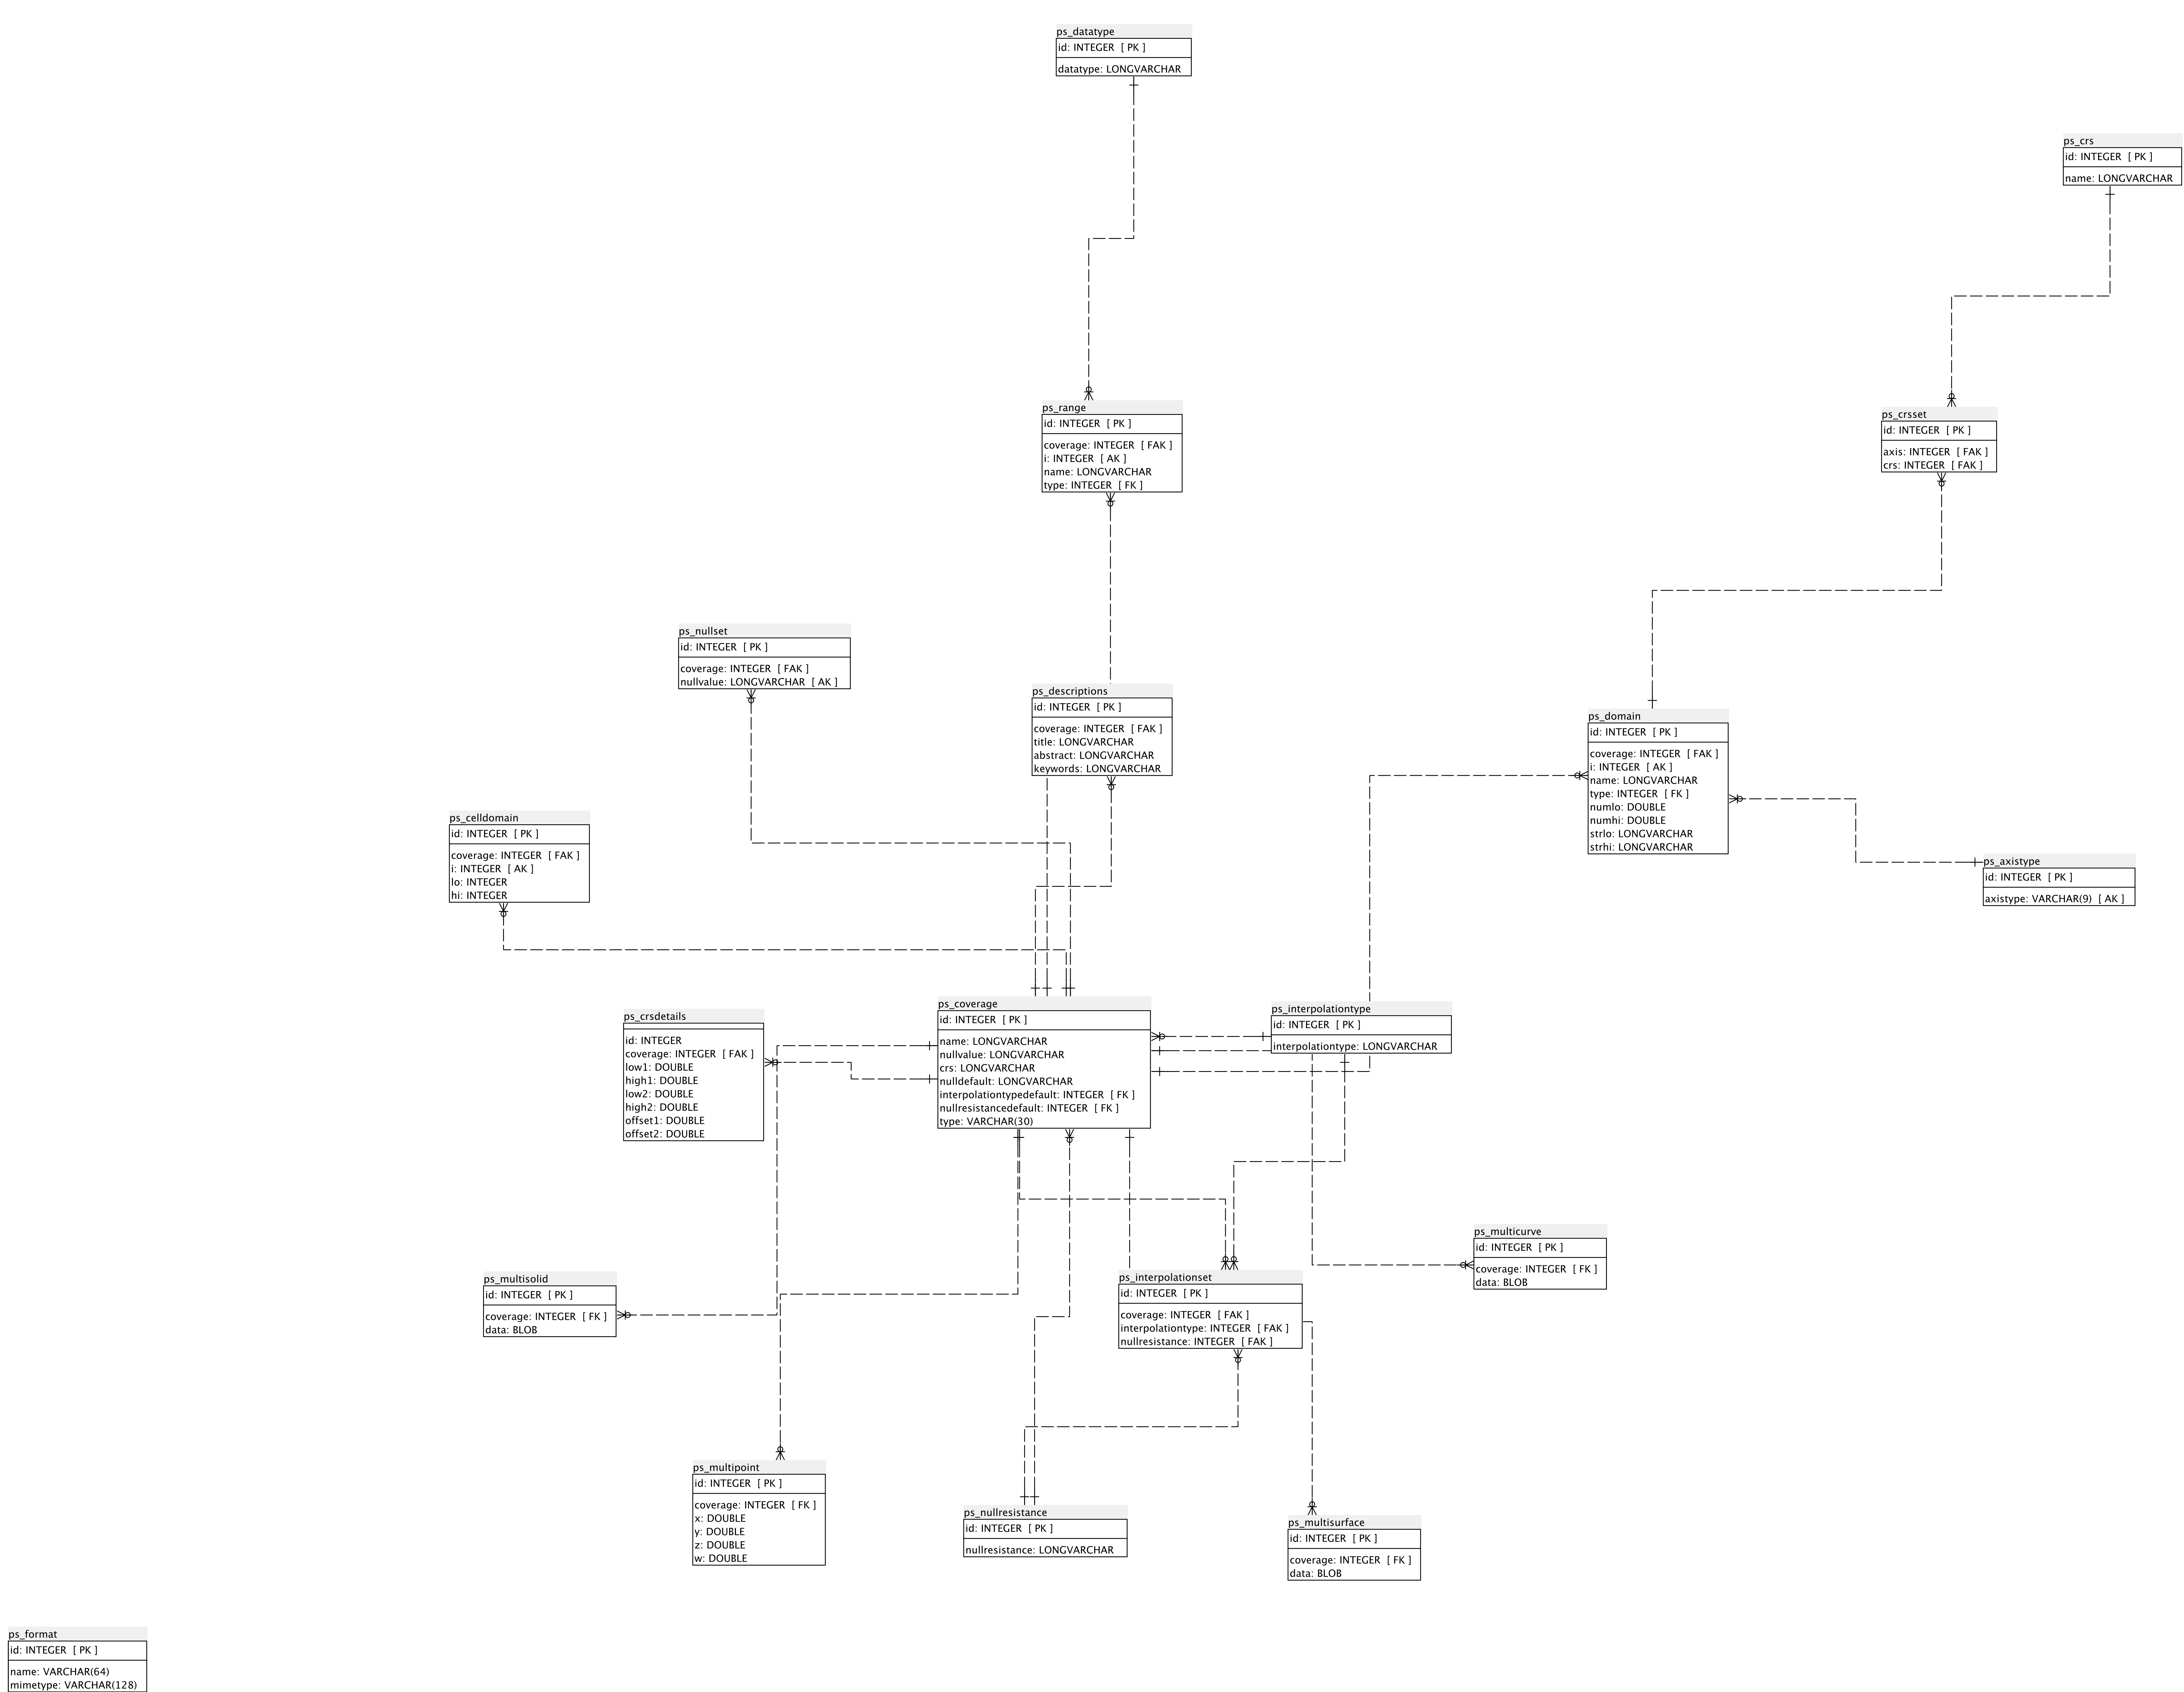 ps_datatype
id: INTEGER  [ PK ]
datatype: LONGVARCHAR
ps_crs
id: INTEGER  [ PK ]
name: LONGVARCHAR
ps_range
id: INTEGER  [ PK ]
coverage: INTEGER  [ FAK ]
i: INTEGER  [ AK ]
name: LONGVARCHAR
type: INTEGER  [ FK ]
ps_crsset
id: INTEGER  [ PK ]
axis: INTEGER  [ FAK ]
crs: INTEGER  [ FAK ]
ps_nullset
id: INTEGER  [ PK ]
coverage: INTEGER  [ FAK ]
nullvalue: LONGVARCHAR  [ AK ]
ps_descriptions
id: INTEGER  [ PK ]
coverage: INTEGER  [ FAK ]
title: LONGVARCHAR
abstract: LONGVARCHAR
keywords: LONGVARCHAR
ps_domain
id: INTEGER  [ PK ]
coverage: INTEGER  [ FAK ]
i: INTEGER  [ AK ]
name: LONGVARCHAR
type: INTEGER  [ FK ]
numlo: DOUBLE
numhi: DOUBLE
strlo: LONGVARCHAR
strhi: LONGVARCHAR
ps_celldomain
id: INTEGER  [ PK ]
coverage: INTEGER  [ FAK ]
i: INTEGER  [ AK ]
lo: INTEGER
hi: INTEGER
ps_axistype
id: INTEGER  [ PK ]
axistype: VARCHAR(9)  [ AK ]
ps_crsdetails
id: INTEGER
coverage: INTEGER  [ FAK ]
low1: DOUBLE
high1: DOUBLE
low2: DOUBLE
high2: DOUBLE
offset1: DOUBLE
offset2: DOUBLE
ps_coverage
id: INTEGER  [ PK ]
name: LONGVARCHAR
nullvalue: LONGVARCHAR
crs: LONGVARCHAR
nulldefault: LONGVARCHAR
interpolationtypedefault: INTEGER  [ FK ]
nullresistancedefault: INTEGER  [ FK ]
type: VARCHAR(30)
ps_interpolationtype
id: INTEGER  [ PK ]
interpolationtype: LONGVARCHAR
ps_multicurve
id: INTEGER  [ PK ]
coverage: INTEGER  [ FK ]
data: BLOB
ps_multisolid
id: INTEGER  [ PK ]
coverage: INTEGER  [ FK ]
data: BLOB
ps_interpolationset
id: INTEGER  [ PK ]
coverage: INTEGER  [ FAK ]
interpolationtype: INTEGER  [ FAK ]
nullresistance: INTEGER  [ FAK ]
ps_multipoint
id: INTEGER  [ PK ]
coverage: INTEGER  [ FK ]
x: DOUBLE
y: DOUBLE
z: DOUBLE
w: DOUBLE
ps_nullresistance
id: INTEGER  [ PK ]
nullresistance: LONGVARCHAR
ps_multisurface
id: INTEGER  [ PK ]
coverage: INTEGER  [ FK ]
data: BLOB
ps_format
id: INTEGER  [ PK ]
name: VARCHAR(64)
mimetype: VARCHAR(128)